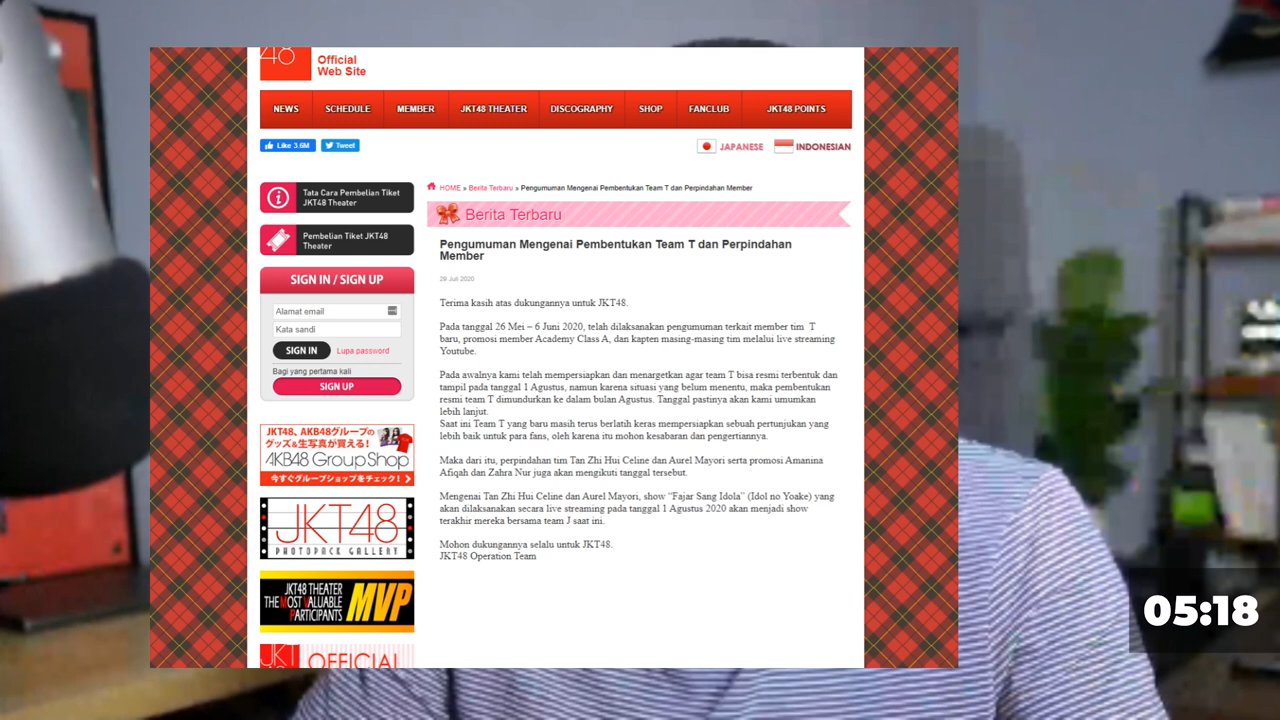 48
Official
Web Site
NEWS SCHEDULE MEMBER JKT48 THEATER DISCOGRAPHY SHOP FANCLUB JKT48 POINTS
Like 3.6M Tweet
JAPANESE INDONESIAN
HOME » Berita Terbaru » Pengumuman Mengenai Pembentukan Team T dan Perpindahan Member
Tata Cara Pembelian Tiket
JKT48 Theater
Pembelian Tiket JKT48
Theater
SIGN IN / SIGN UP
Alamat email
Kata sandi
SIGN IN Lupa password
Bagi yang pertama kali
SIGN UP
JKT48、AKB48グループの
グッズ&生写真が買える!
AKB48 Group Shop
今すぐグループショップをチェック!
JKT48
PHOTOPACK GALLERY
JKT48 THEATER
THE MOST VALUABLE
PARTICIPANTS
MVP
JKT OFFICIAL
Berita Terbaru
Pengumuman Mengenai Pembentukan Team T dan Perpindahan
Member
29 Juli 2020
Terima kasih atas dukungannya untuk JKT48.
Pada tanggal 26 Mei – 6 Juni 2020, telah dilaksanakan pengumuman terkait member tim T
baru, promosi member Academy Class A, dan kapten masing-masing tim melalui live streaming
Youtube.
Pada awalnya kami telah mempersiapkan dan menargetkan agar team T bisa resmi terbentuk dan
tampil pada tanggal 1 Agustus, namun karena situasi yang belum menentu, maka pembentukan
resmi team T dimundurkan ke dalam bulan Agustus. Tanggal pastinya akan kami umumkan
lebih lanjut.
Saat ini Team T yang baru masih terus berlatih keras mempersiapkan sebuah pertunjukan yang
lebih baik untuk para fans, oleh karena itu mohon kesabaran dan pengertiannya.
Maka dari itu, perpindahan tim Tan Zhi Hui Celine dan Aurel Mayori serta promosi Amanina
Afiqah dan Zahra Nur juga akan mengikuti tanggal tersebut.
Mengenai Tan Zhi Hui Celine dan Aurel Mayori, show “Fajar Sang Idola” (Idol no Yoake) yang
akan dilaksanakan secara live streaming pada tanggal 1 Agustus 2020 akan menjadi show
terakhir mereka bersama team J saat ini.
Mohon dukungannya selalu untuk JKT48.
JKT48 Operation Team
05:18